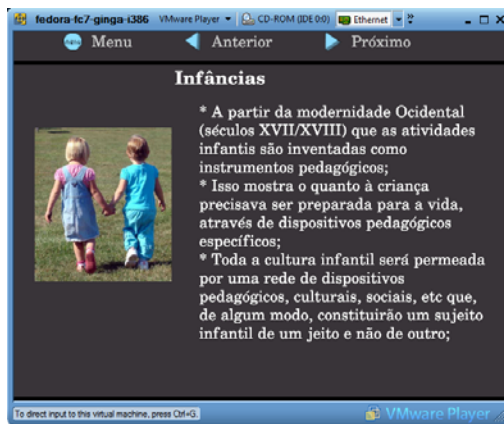 fedora-fc7-ginga-i386 VMware Player CD-ROM (IDE 0:0) Ethernet
Menu Anterior Próximo
Infâncias
* A partir da modernidade Ocidental
(séculos XVII/XVIII) que as atividades
infantis são inventadas como
instrumentos pedagógicos;
* Isso mostra o quanto à criança
precisava ser preparada para a vida,
através de dispositivos pedagógicos
específicos;
* Toda a cultura infantil será permeada
por uma rede de dispositivos
pedagógicos, culturais, sociais, etc que,
de algum modo, constituirão um sujeito
infantil de um jeito e não de outro;
To direct input to this virtual machine, press Ctrl+G. VMware Player